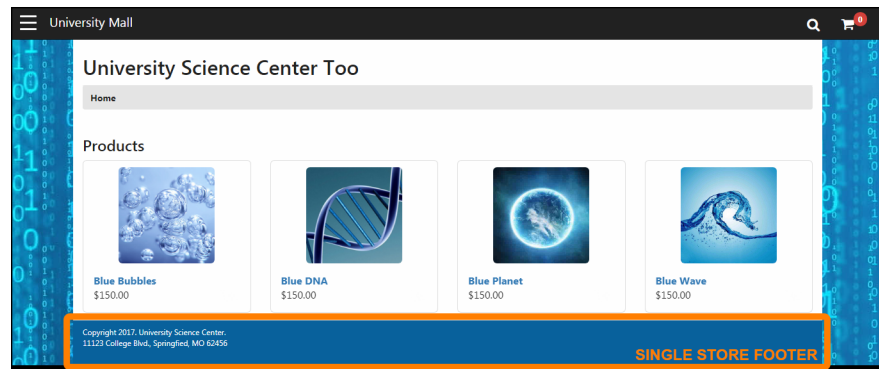 University Mall
0
University Science Center Too
Home
Products
Blue Bubbles
$150.00
Blue DNA
$150.00
Blue Planet
$150.00
Blue Wave
$150.00
Copyright 2017. University Science Center.
11123 College Blvd., Springfied, MO 62456
SINGLE STORE FOOTER